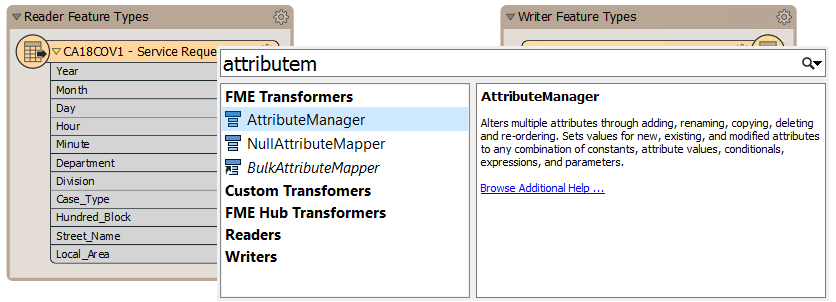 Reader Feature Types
CA18COV1 - Service Reque
Year
Month
Day
Hour
Minute
Department
Division
Case_Type
Hundred_Block
Street_Name
Local_Area
Writer Feature Types
attributem
FME Transformers
AttributeManager
NullAttributeMapper
BulkAttributeMapper
Custom Transfomers
FME Hub Transformers
Readers
Writers
AttributeManager
Alters multiple attributes through adding, renaming, copying, deleting
and re-ordering. Sets values for new, existing, and modified attributes
to any combination of constants, attribute values, conditionals,
expressions, and parameters.
Browse Additional Help ...